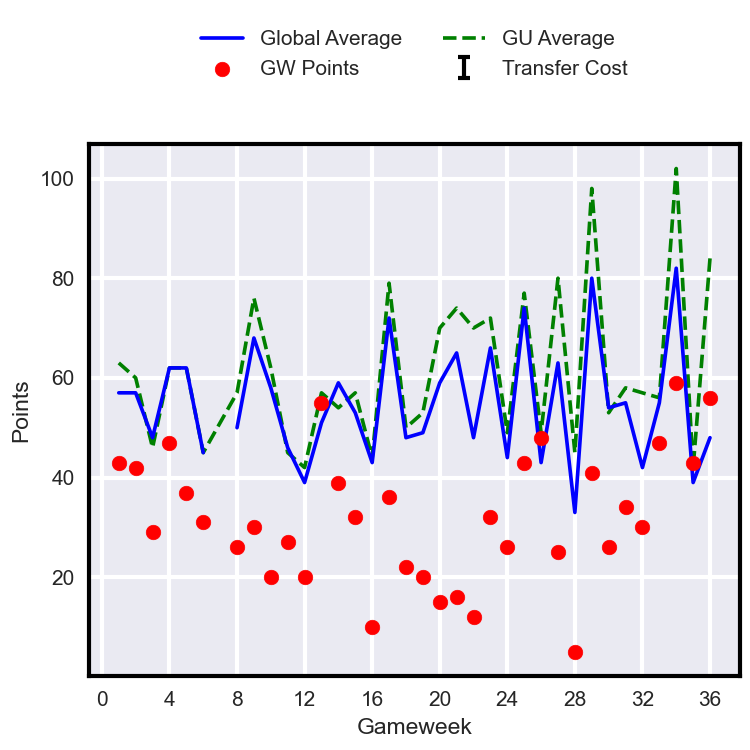 Global Average
GU Average
GW Points
Transfer Cost
100
80
60
40
20
Points
0 4 8 12 16 20 24 28 32 36
Gameweek